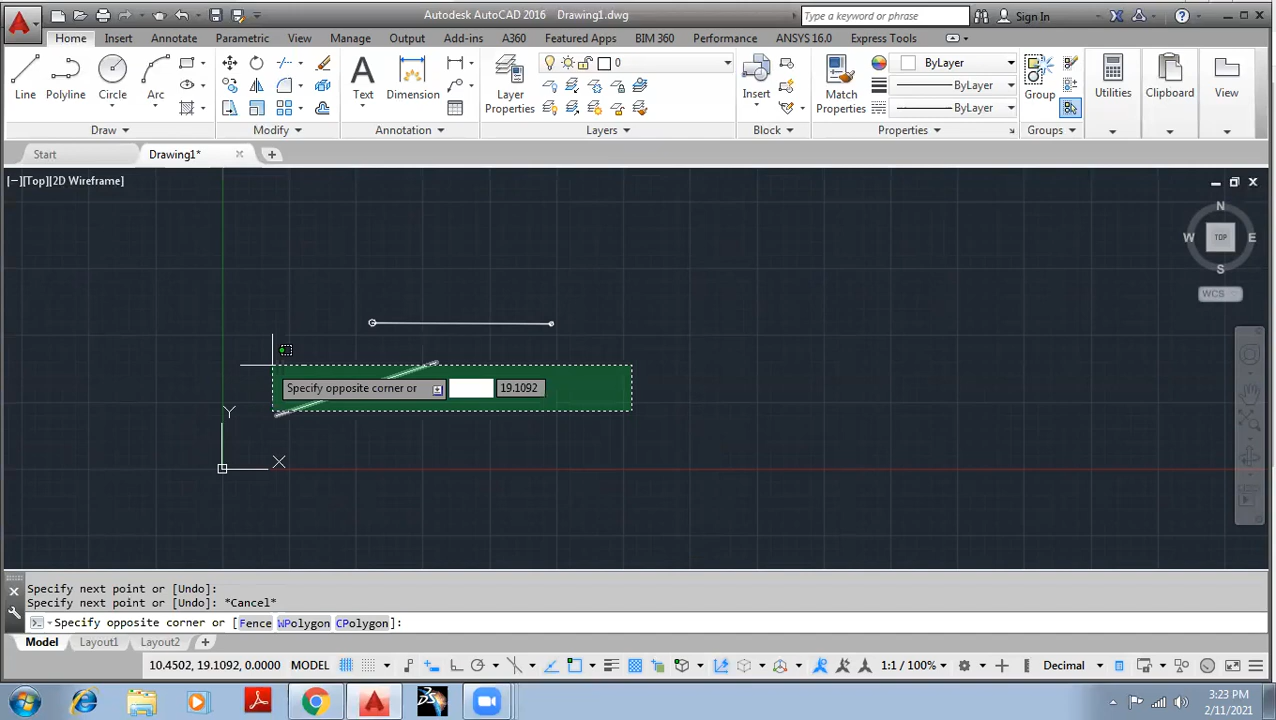 Autodesk AutoCAD 2016 Drawing1.dwg
Type a keyword or phrase
Sign In
Home Insert Annotate Parametric View Manage Output Add-ins A360 Featured Apps BIM 360 Performance ANSYS 16.0 Express Tools
Line Polyline Circle Arc
Text Dimension
Layer
Properties
0
Insert
Match
Properties
ByLayer
ByLayer
ByLayer
Group
Utilities Clipboard View
Draw Modify Annotation Layers Block Properties Groups
Start Drawing1*
[−][Top][2D Wireframe]
N
W TOP E
S
WCS
Specify opposite corner or 19.1092
Y
X
Specify next point or [Undo]:
Specify next point or [Undo]: *Cancel*
Specify opposite corner or [Fence WPolygon CPolygon]:
Model Layout1 Layout2
10.4502, 19.1092, 0.0000 MODEL 1:1 / 100% Decimal
3:23 PM
2/11/2021